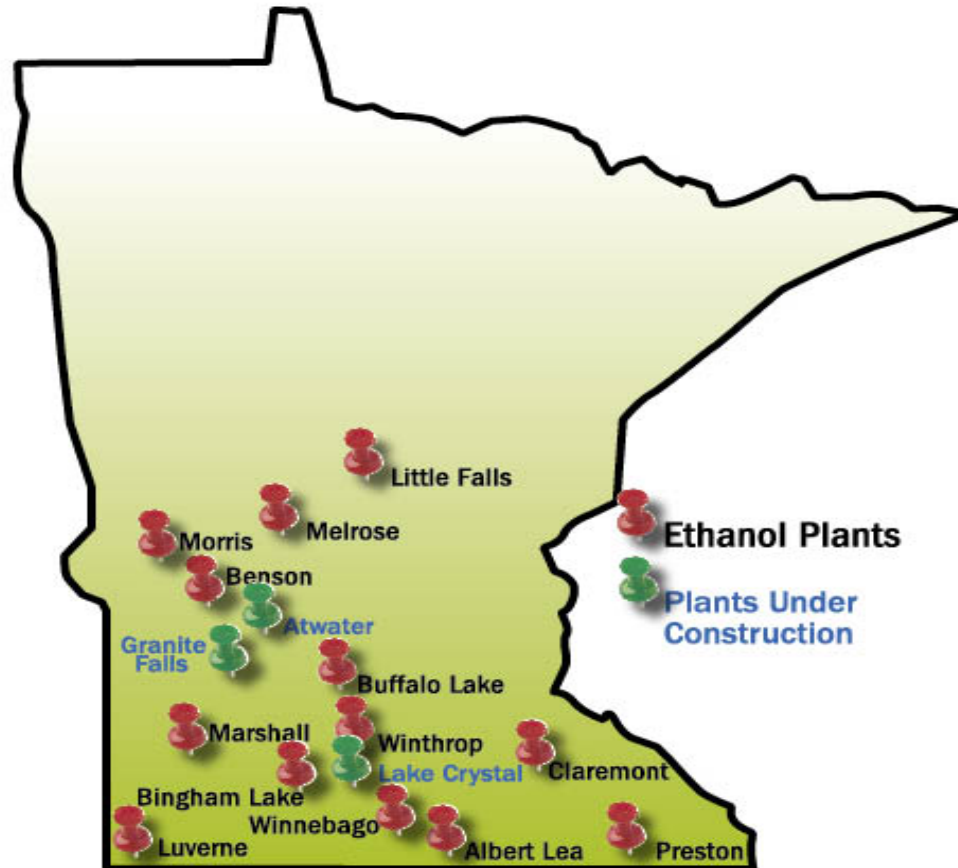 Little Falls
Melrose
Morris
Benson
Atwater
Granite
Falls
Buffalo Lake
Marshall
Winthrop
Lake Crystal
Claremont
Bingham Lake
Winnebago
Luverne
Albert Lea
Preston
Ethanol Plants
Plants Under
Construction